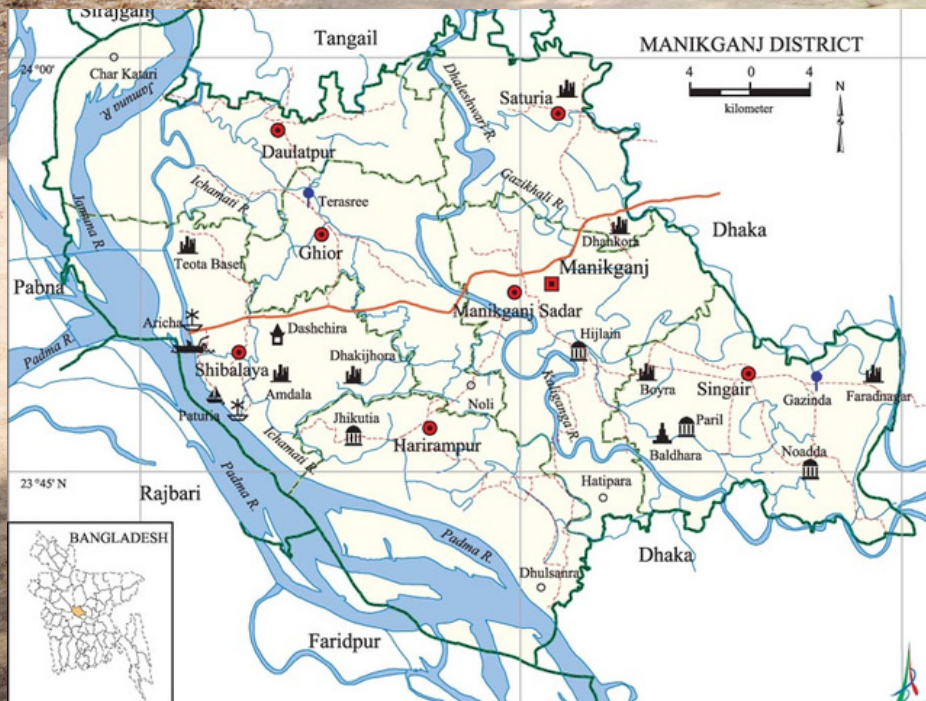 Sirajganj
Tangail
MANIKGANJ DISTRICT
24 °00'
Char Katari
Jamuna R.
Dhaleshwari R.
4 0 4
kilometer
N
Saturia
Daulatpur
Ichamati R.
Terasree
Gazikhali R.
Jamuna R.
Ghior
Dhankora
Dhaka
Teota Baset
Manikganj
Pabna
Manikganj Sadar
Aricha
Dashchira
Hijlain
Padma R.
Shibalaya
Dhakijhora
Boyra
Singair
Amdala
Noli
Gazinda
Faradnagar
Paturia
Jhikutia
Kaliganga R.
Paril
Harirampur
Baldhara
Noadda
Ichamati R.
23 °45' N
Rajbari
Hatipara
Padma R.
Padma R.
BANGLADESH
Dhaka
Dhulsanra
Faridpur